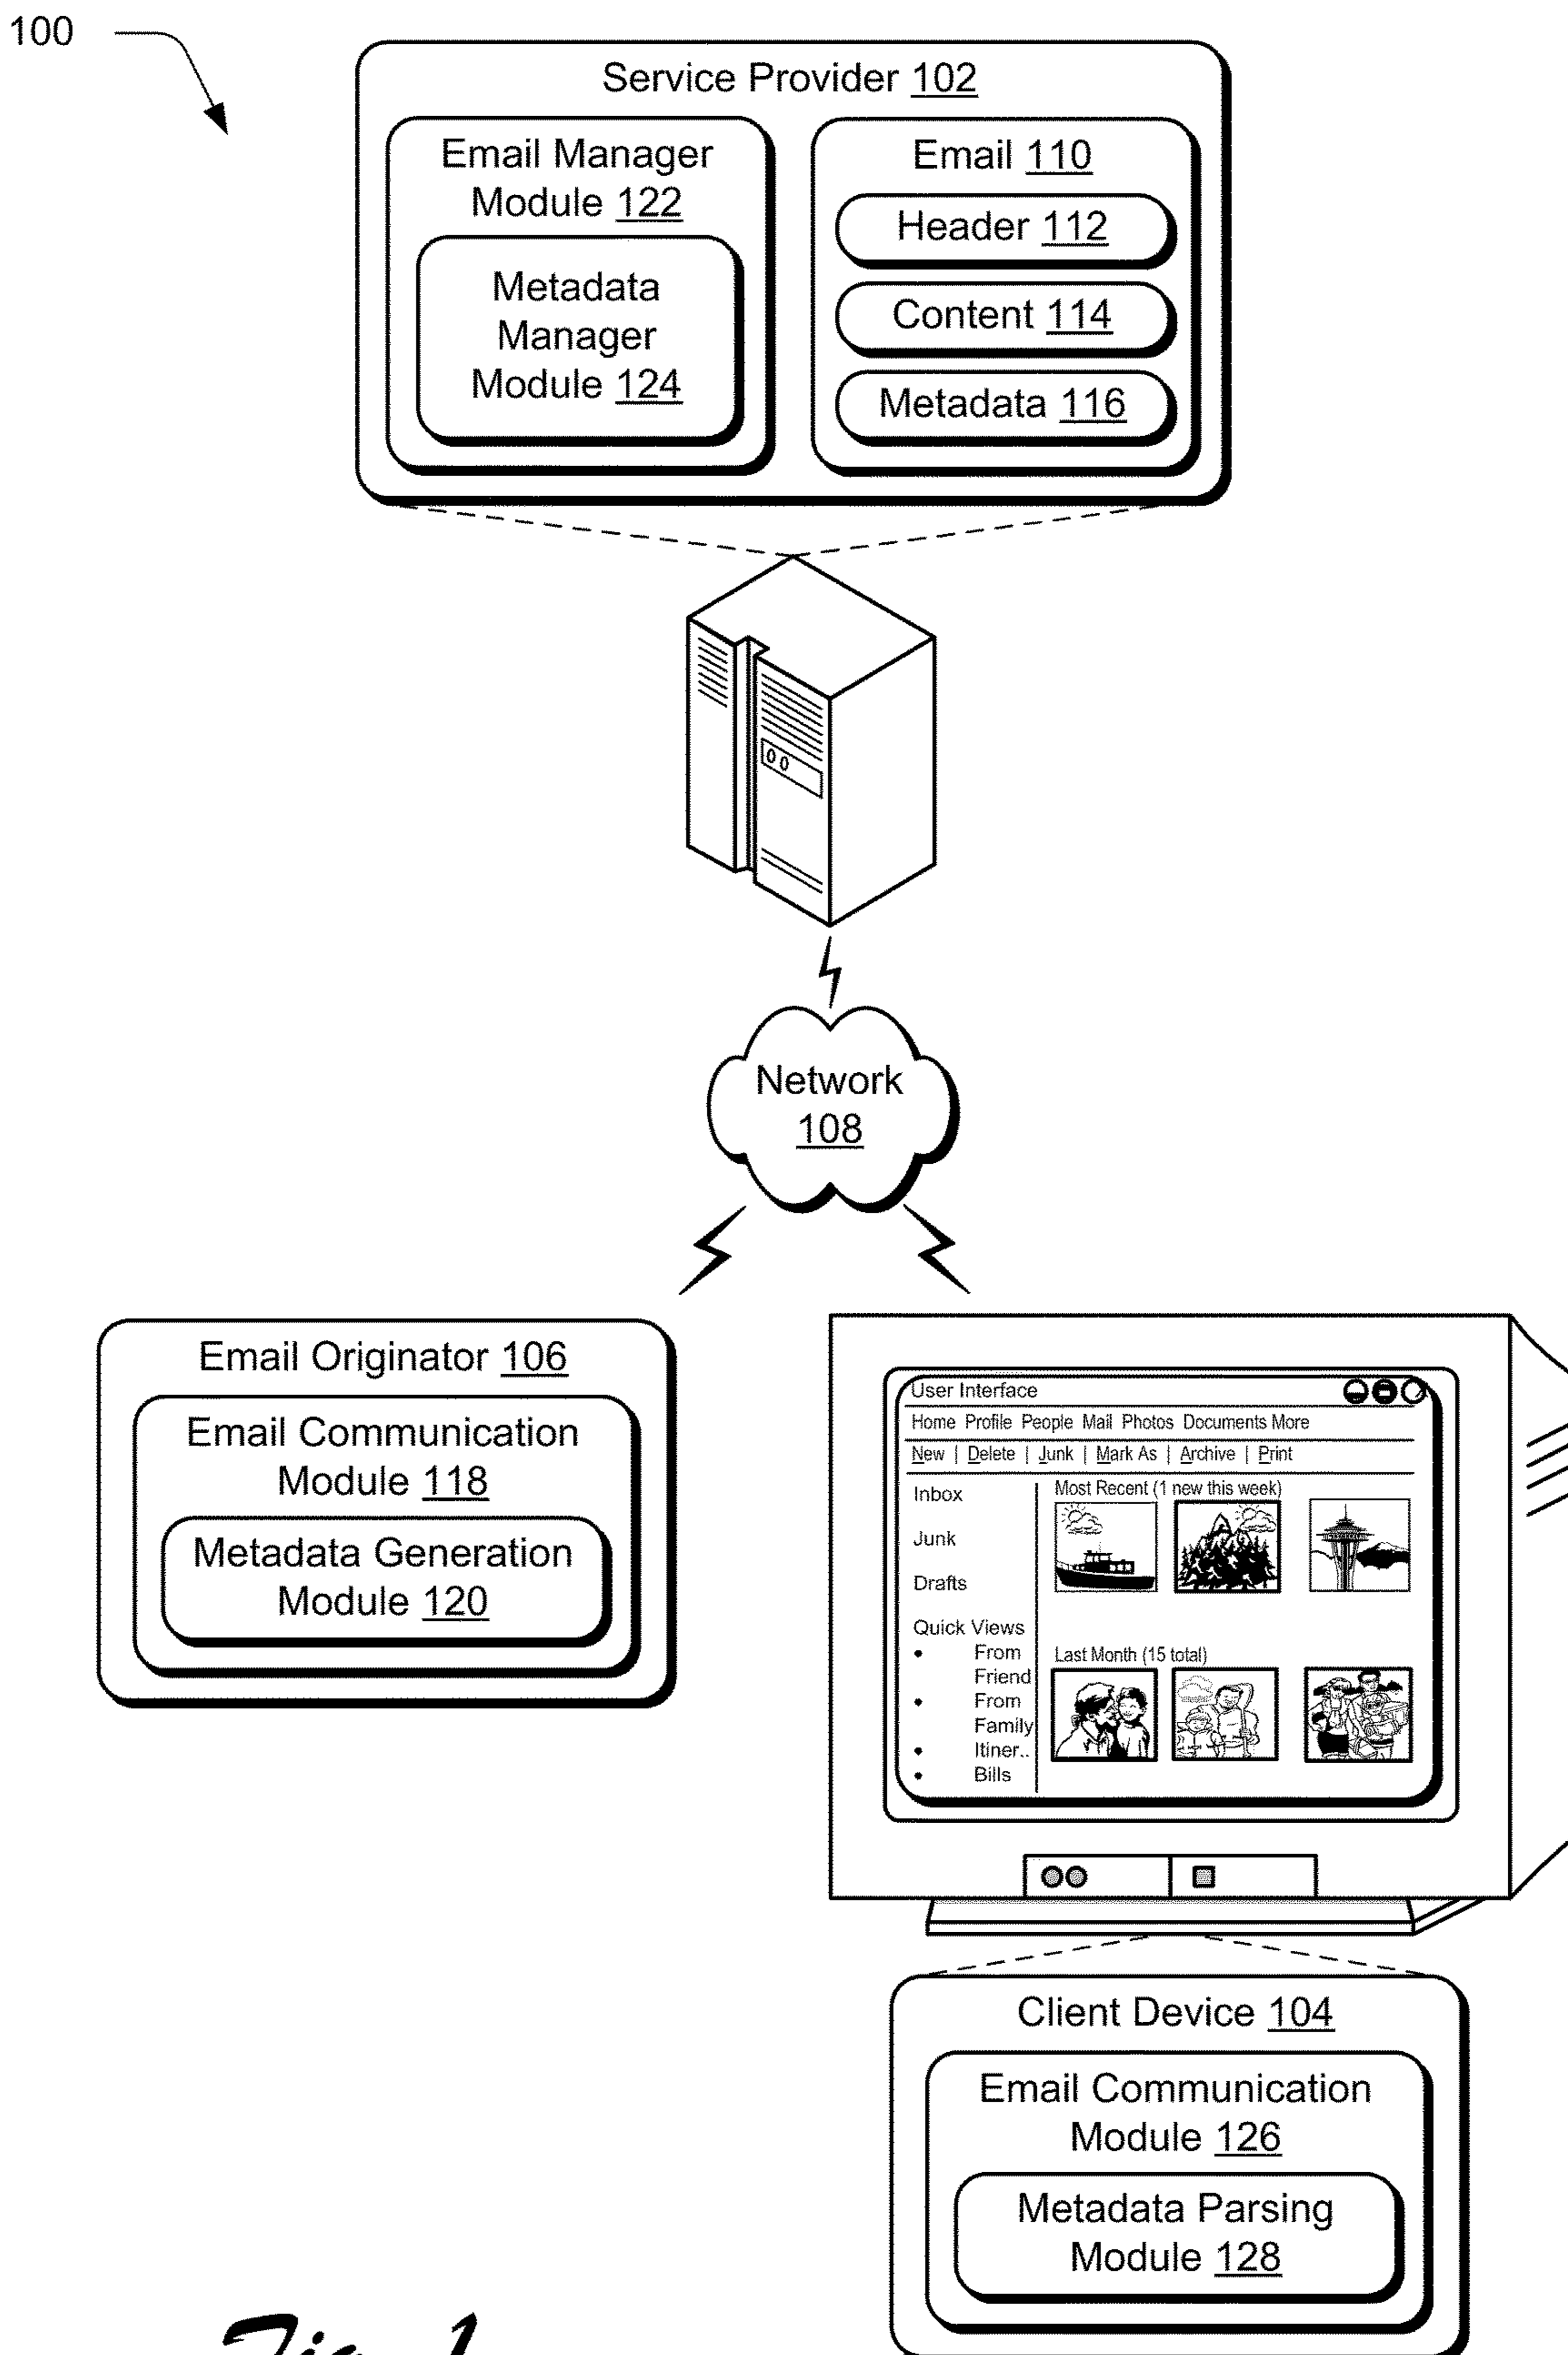 100
Service Provider 102
Email Manager
Module 122
Metadata
Manager
Module 124
Email 110
Header 112
Content 114
Metadata 116
Network
108
Email Originator 106
Email Communication
Module 118
Metadata Generation
Module 120
User Interface
Home Profile People Mail Photos Documents More
New | Delete | Junk | Mark As | Archive | Print
Inbox
Junk
Drafts
Quick Views
• From
Friend
• From
Family
• Itiner..
• Bills
Most Recent (1 new this week)
Last Month (15 total)
Client Device 104
Email Communication
Module 126
Metadata Parsing
Module 128
Fig. 1